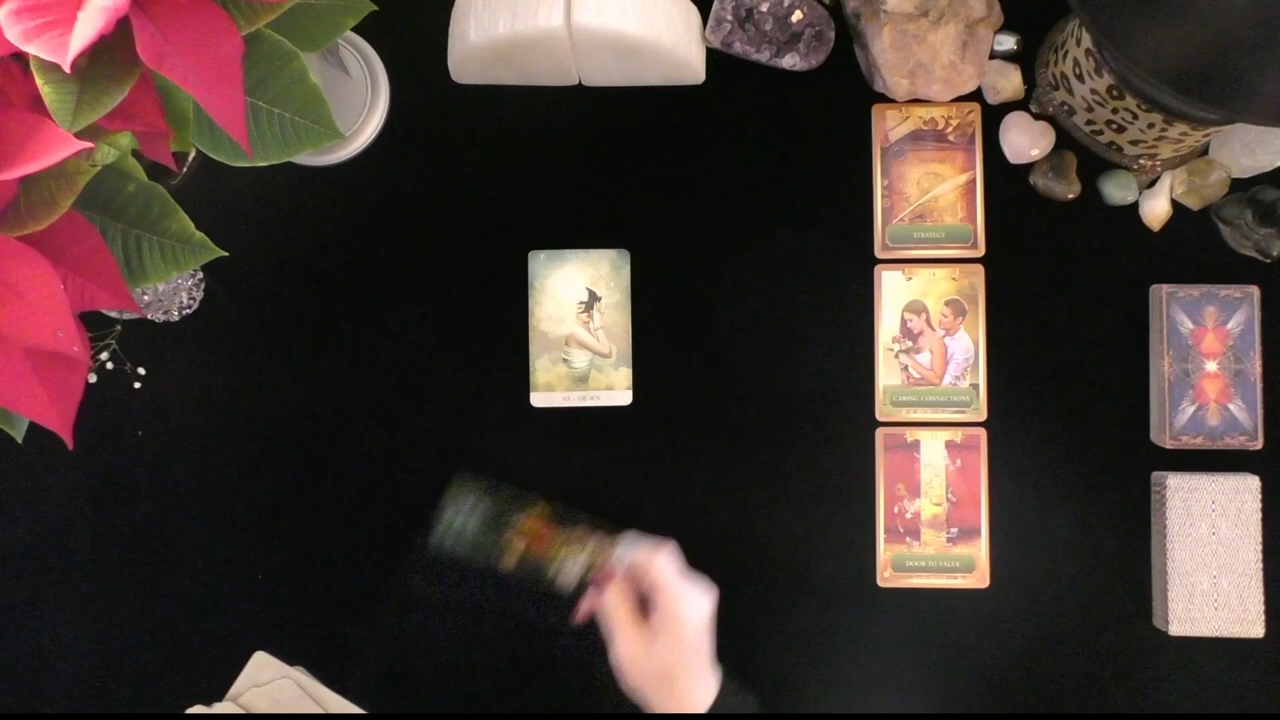 STRATEGY
CARING CONNECTIONS
DOOR TO VALUE
XIX - THE SUN